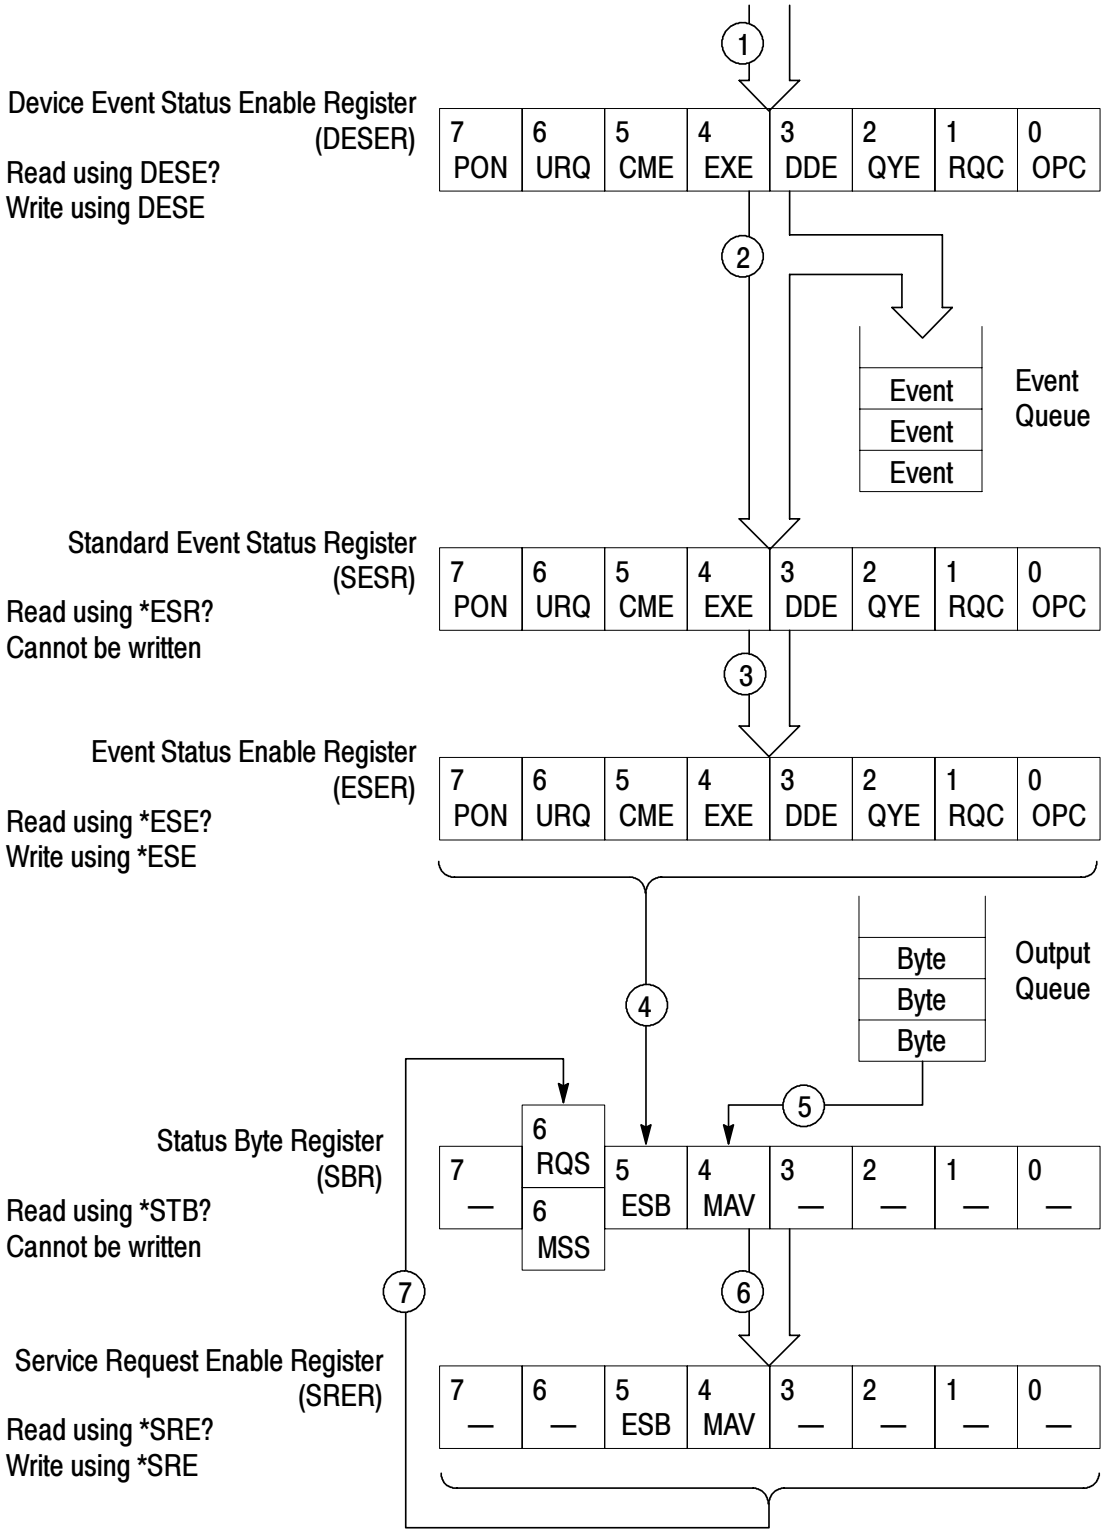 1
Device Event Status Enable Register
(DESER)
Read using DESE?
Write using DESE
7 6 5 4 3 2 1 0
PON URQ CME EXE DDE QYE RQC OPC
2
Event
Event
Event
Event
Queue
Standard Event Status Register
(SESR)
Read using *ESR?
Cannot be written
7 6 5 4 3 2 1 0
PON URQ CME EXE DDE QYE RQC OPC
3
Event Status Enable Register
(ESER)
Read using *ESE?
Write using *ESE
7 6 5 4 3 2 1 0
PON URQ CME EXE DDE QYE RQC OPC
Byte
Byte
Byte
Output
Queue
4
5
Status Byte Register
(SBR)
Read using *STB?
Cannot be written
6
RQS
7 5 4 3 2 1 0
— ESB MAV — — — —
6
MSS
7
6
Service Request Enable Register
(SRER)
Read using *SRE?
Write using *SRE
7 6 5 4 3 2 1 0
— — ESB MAV — — — —